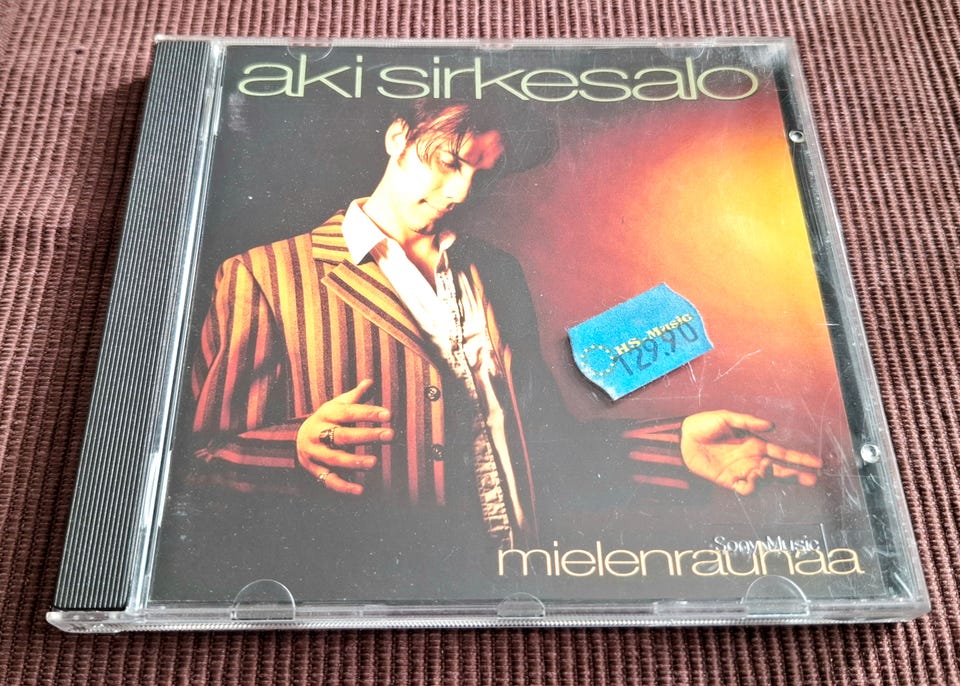 aki sirkesalo
HS-Music
129.90
Sony Music
mielenrauhaa